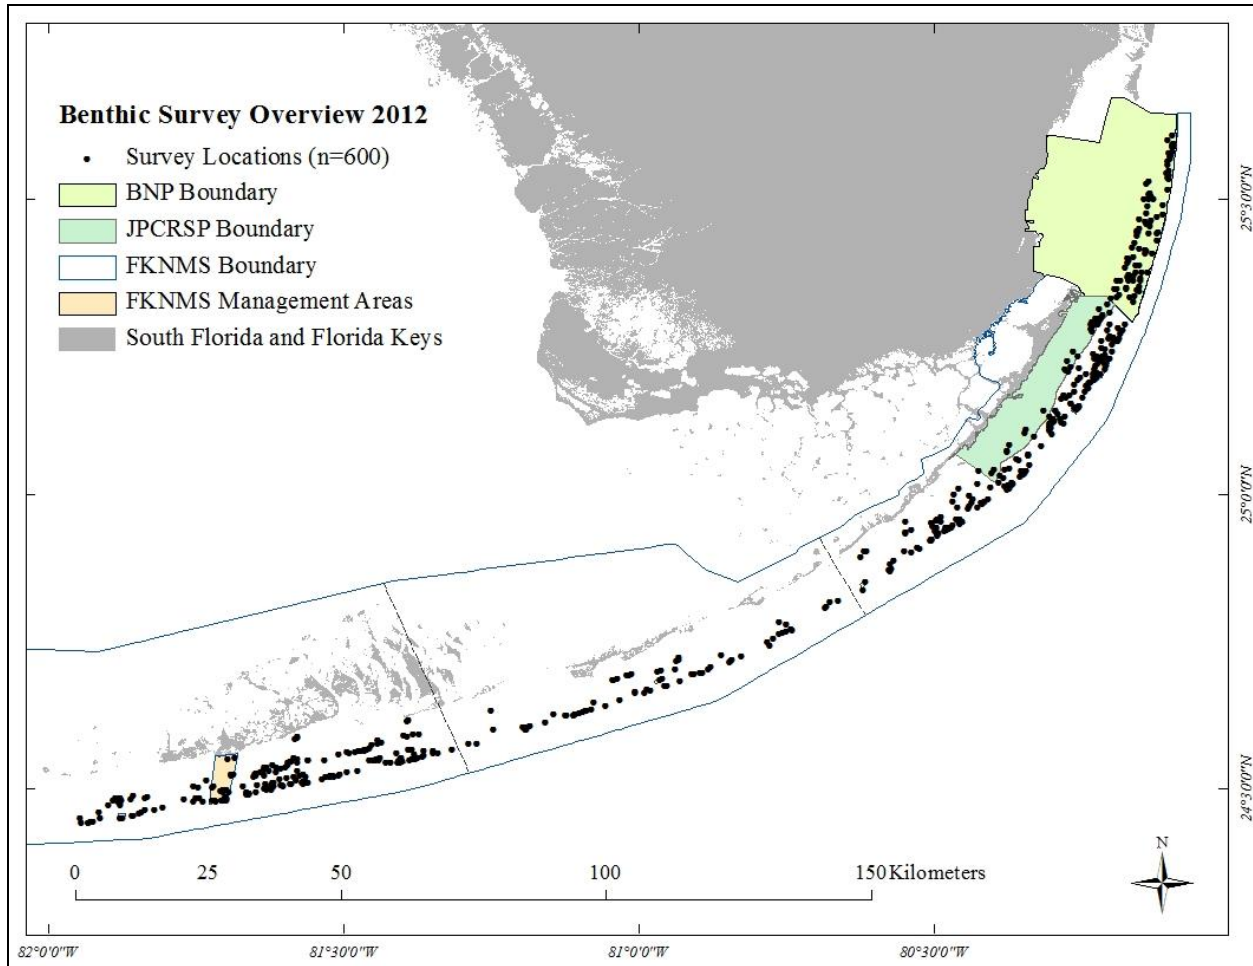 Benthic Survey Overview 2012
Survey Locations (n=600)
BNP Boundary
JPCRSP Boundary
FKNMS Boundary
FKNMS Management Areas
South Florida and Florida Keys
25°30'0"N
25°0'0"N
24°30'0"N
N
0 25 50 100 150 Kilometers
82°0'0"W 81°30'0"W 81°0'0"W 80°30'0"W